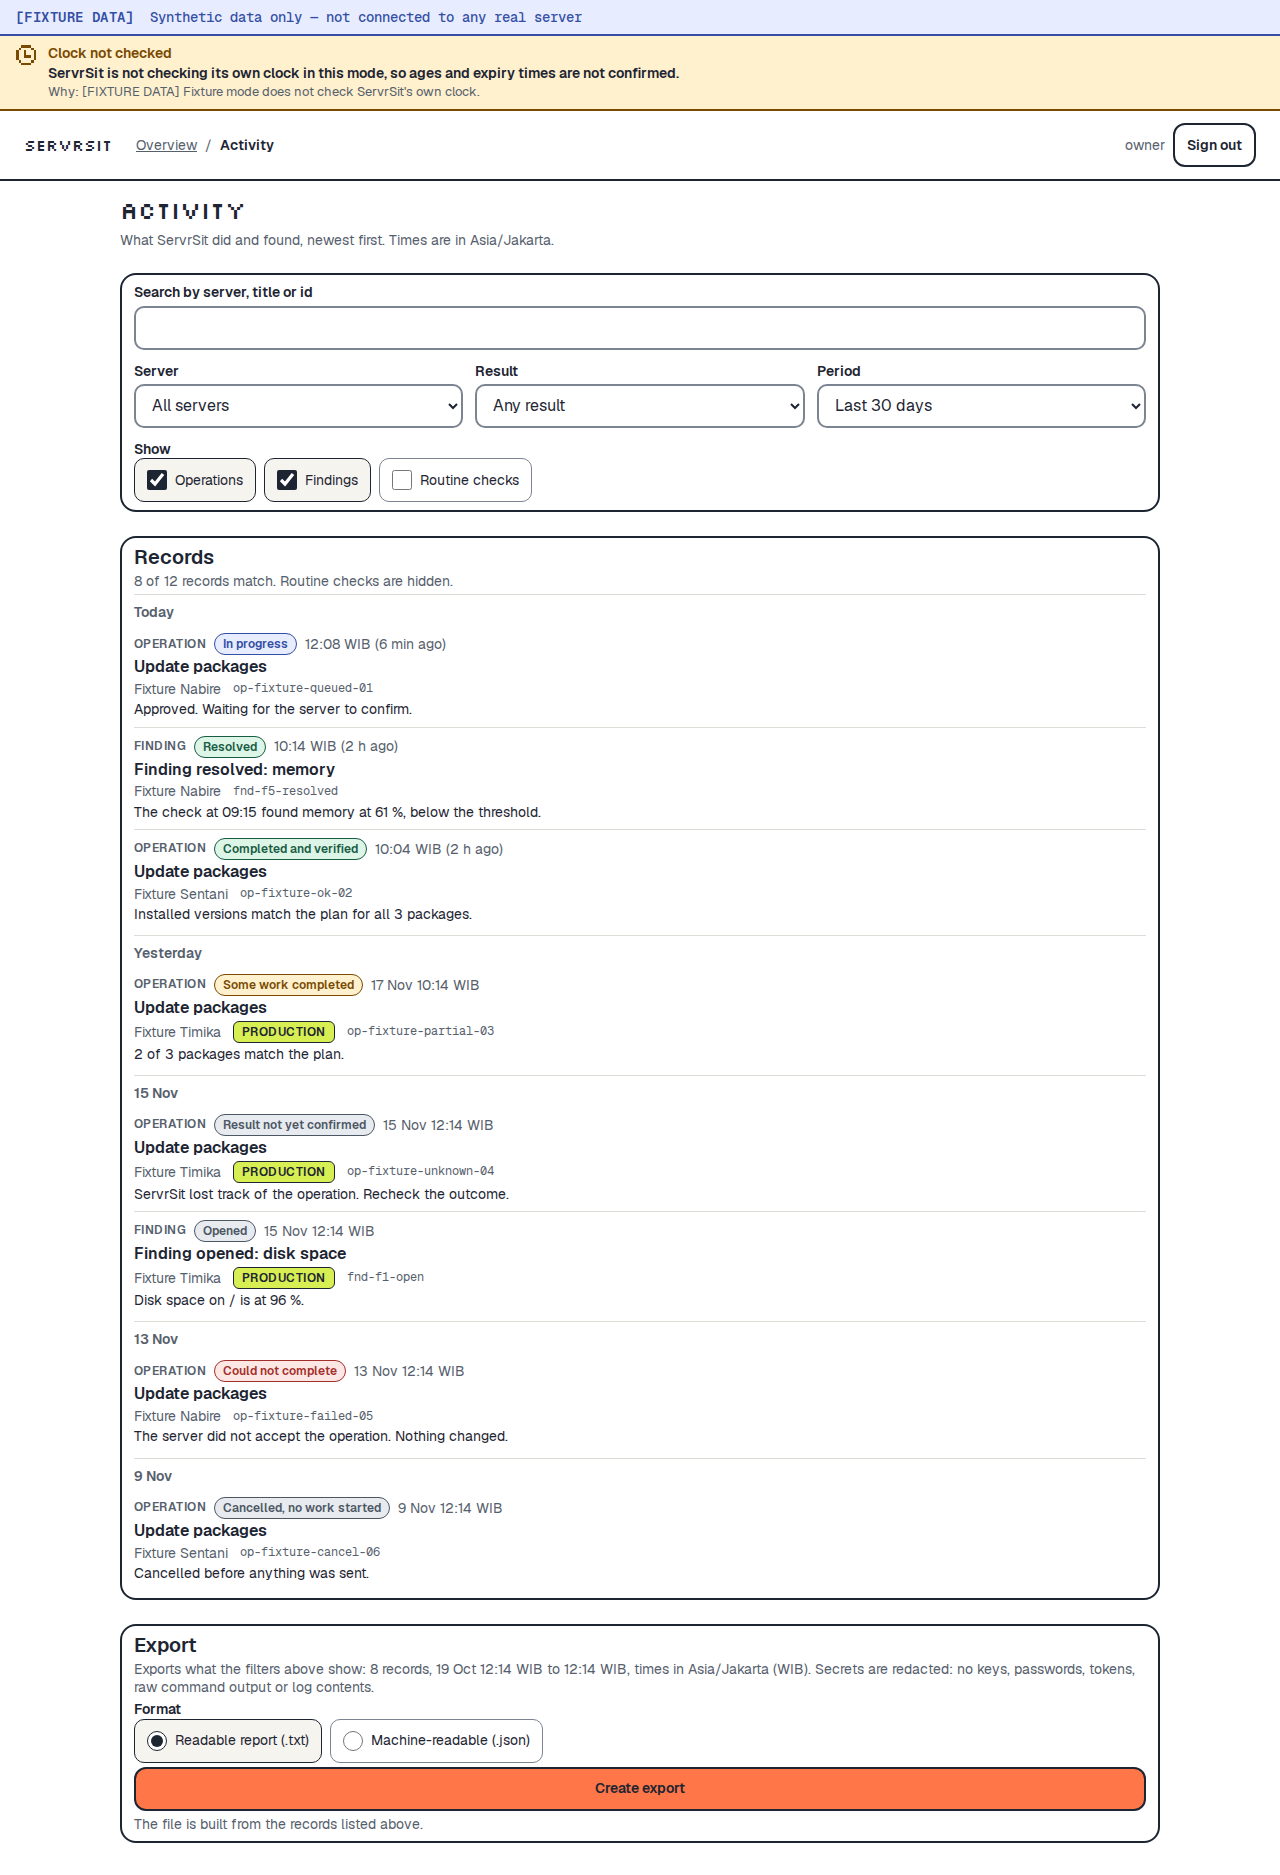 [FIXTURE DATA] Synthetic data only — not connected to any real server
Clock not checked
ServrSit is not checking its own clock in this mode, so ages and expiry times are not confirmed.
Why: [FIXTURE DATA] Fixture mode does not check ServrSit's own clock.
SERVRSIT Overview / Activity owner Sign out
ACTIVITY
What ServrSit did and found, newest first. Times are in Asia/Jakarta.
Search by server, title or id
Server Result Period
All servers Any result Last 30 days
Show
Operations Findings Routine checks
Records
8 of 12 records match. Routine checks are hidden.
Today
OPERATION In progress 12:08 WIB (6 min ago)
Update packages
Fixture Nabire op-fixture-queued-01
Approved. Waiting for the server to confirm.
FINDING Resolved 10:14 WIB (2 h ago)
Finding resolved: memory
Fixture Nabire fnd-f5-resolved
The check at 09:15 found memory at 61 %, below the threshold.
OPERATION Completed and verified 10:04 WIB (2 h ago)
Update packages
Fixture Sentani op-fixture-ok-02
Installed versions match the plan for all 3 packages.
Yesterday
OPERATION Some work completed 17 Nov 10:14 WIB
Update packages
Fixture Timika PRODUCTION op-fixture-partial-03
2 of 3 packages match the plan.
15 Nov
OPERATION Result not yet confirmed 15 Nov 12:14 WIB
Update packages
Fixture Timika PRODUCTION op-fixture-unknown-04
ServrSit lost track of the operation. Recheck the outcome.
FINDING Opened 15 Nov 12:14 WIB
Finding opened: disk space
Fixture Timika PRODUCTION fnd-f1-open
Disk space on / is at 96 %.
13 Nov
OPERATION Could not complete 13 Nov 12:14 WIB
Update packages
Fixture Nabire op-fixture-failed-05
The server did not accept the operation. Nothing changed.
9 Nov
OPERATION Cancelled, no work started 9 Nov 12:14 WIB
Update packages
Fixture Sentani op-fixture-cancel-06
Cancelled before anything was sent.
Export
Exports what the filters above show: 8 records, 19 Oct 12:14 WIB to 12:14 WIB, times in Asia/Jakarta (WIB). Secrets are redacted: no keys, passwords, tokens,
raw command output or log contents.
Format
Readable report (.txt) Machine-readable (.json)
Create export
The file is built from the records listed above.